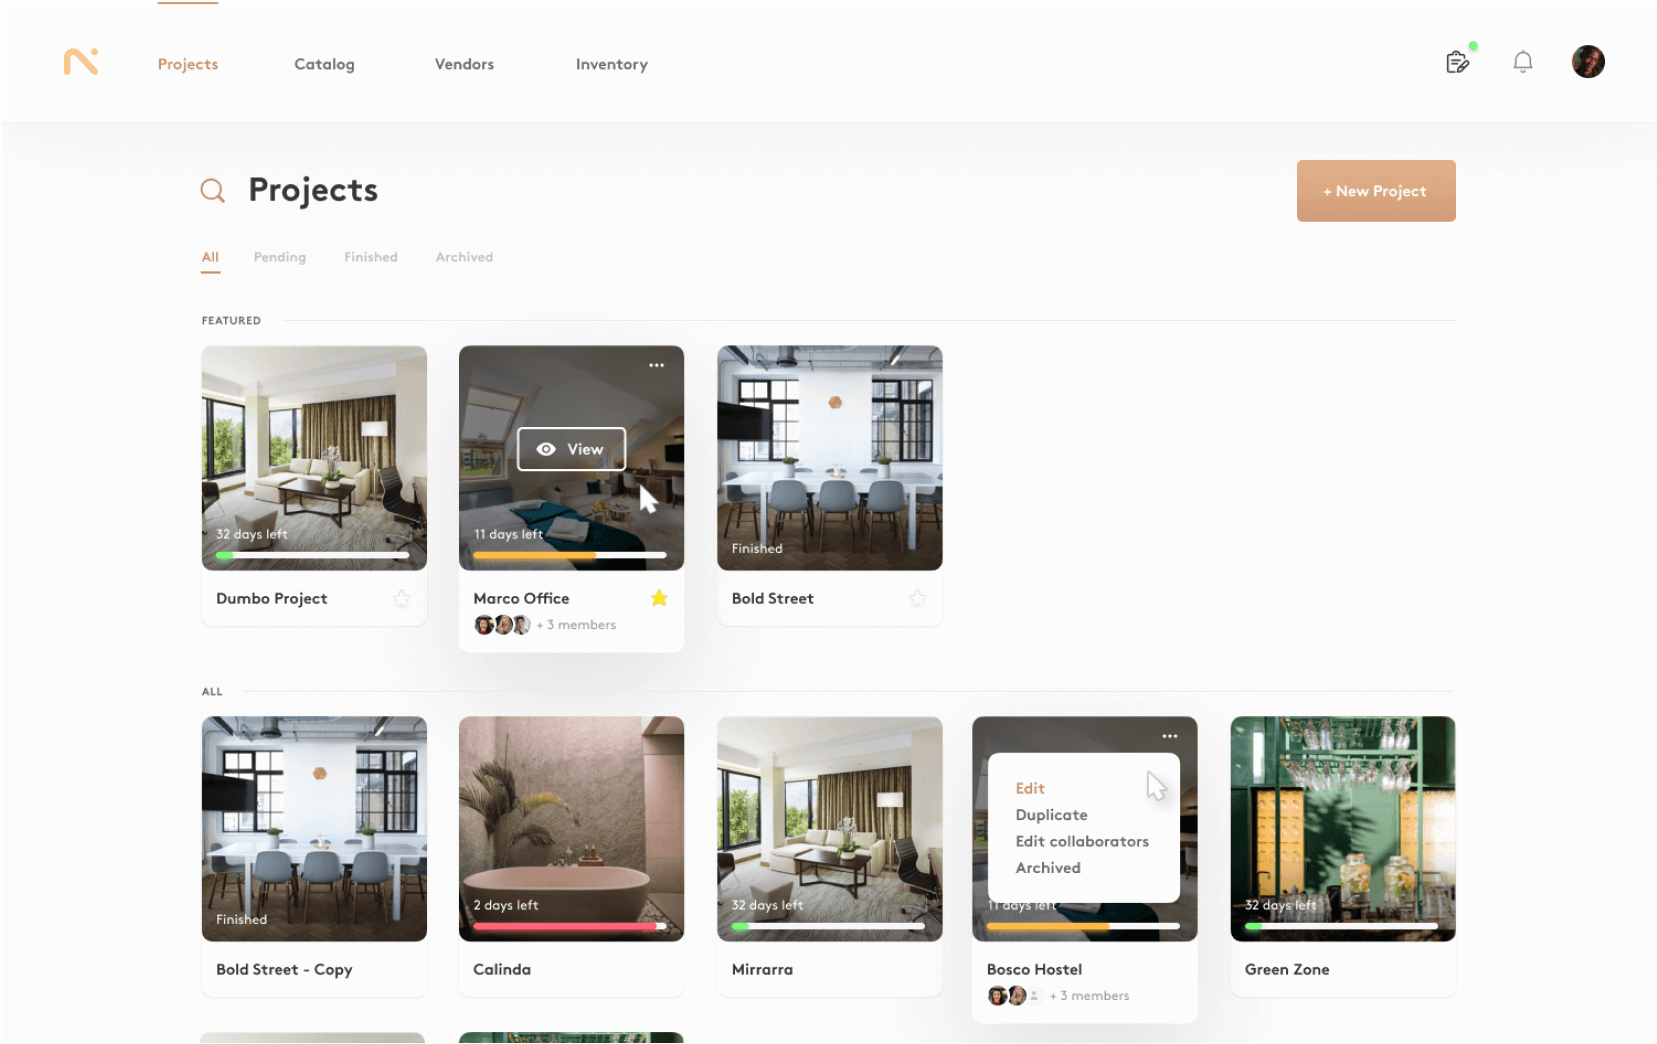 Projects
Catalog
Vendors
Inventory
Projects
+ New Project
All
Pending
Finished
Archived
FEATURED
View
32 days left
11 days left
Finished
Dumbo Project
Marco Office
Bold Street
+ 3 members
ALL
Edit
Duplicate
Edit collaborators
Archived
Finished
2 days left
32 days left
11 days left
32 days left
Bold Street - Copy
Calinda
Mirrarra
Bosco Hostel
Green Zone
+ 3 members